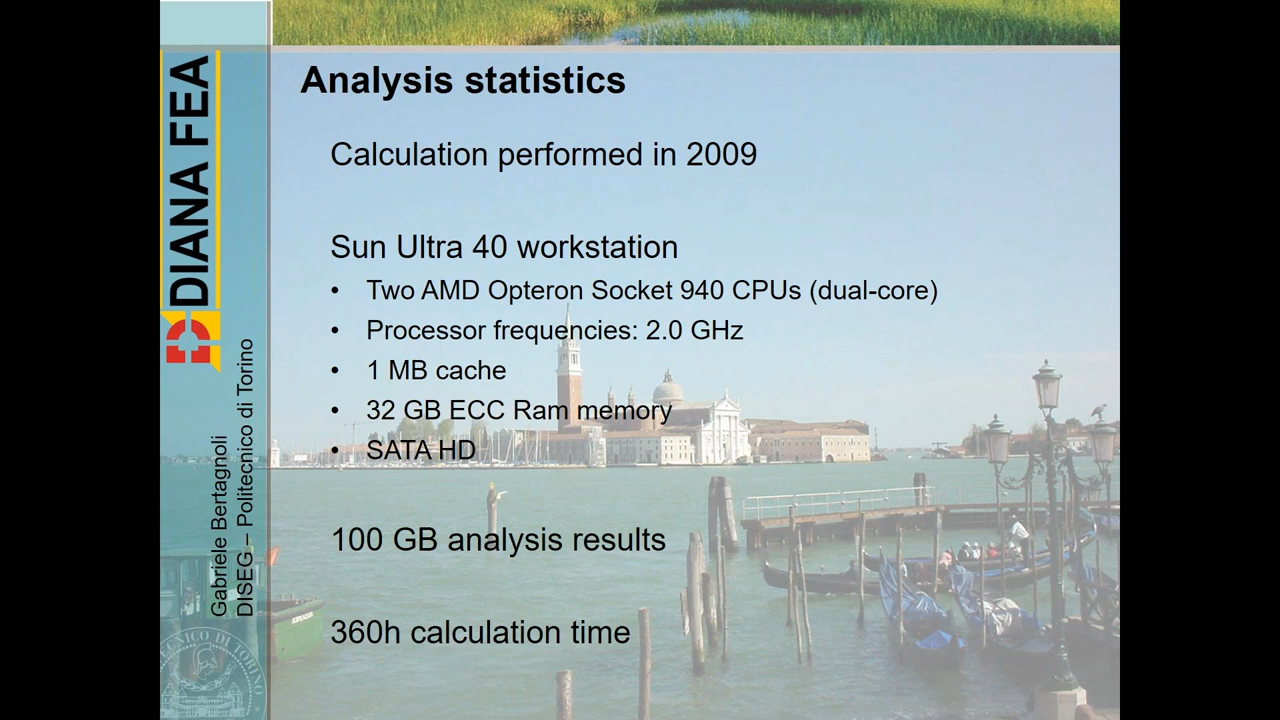 Analysis statistics
Calculation performed in 2009
Sun Ultra 40 workstation
• Two AMD Opteron Socket 940 CPUs (dual-core)
• Processor frequencies: 2.0 GHz
• 1 MB cache
• 32 GB ECC Ram memory
• SATA HD
100 GB analysis results
360h calculation time
DIANA FEA
Gabriele Bertagnoli
DISEG – Politecnico di Torino